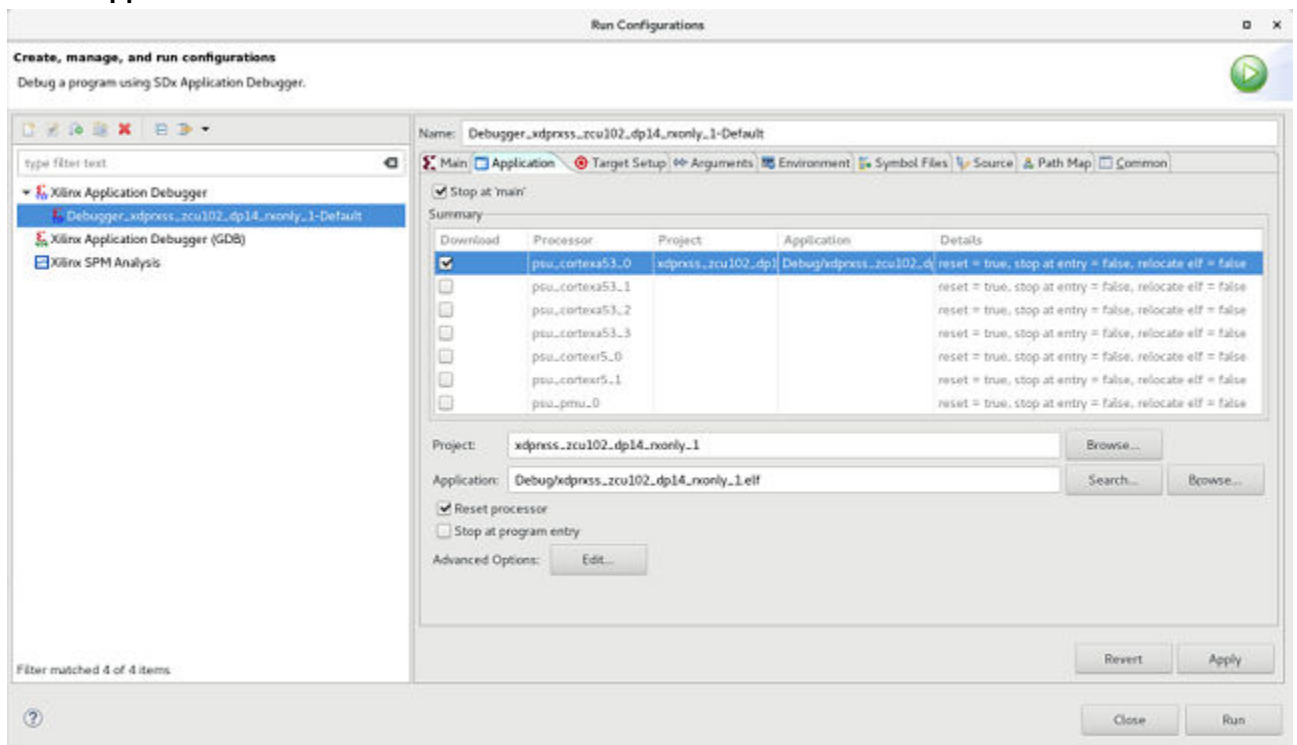 Run Configurations
Create, manage, and run configurations
Debug a program using SDx Application Debugger.
Name: Debugger_xdprxss_zcu102_dp14_rxonly_1-Default
type filter text
Main Application Target Setup Arguments Environment Symbol Files Source Path Map Common
Xilinx Application Debugger
Stop at 'main'
Debugger_xdprxss_zcu102_dp14_rxonly_1-Default
Summary
Xilinx Application Debugger (GDB)
Download Processor Project Application Details
Xilinx SPM Analysis
psu_cortexa53_0 xdprxss_zcu102_dp1 Debug/xdprxss_zcu102_d reset = true, stop at entry = false, relocate elf = false
psu_cortexa53_1 reset = true, stop at entry = false, relocate elf = false
psu_cortexa53_2 reset = true, stop at entry = false, relocate elf = false
psu_cortexa53_3 reset = true, stop at entry = false, relocate elf = false
psu_cortexr5_0 reset = true, stop at entry = false, relocate elf = false
psu_cortexr5_1 reset = true, stop at entry = false, relocate elf = false
psu_pmu_0 reset = true, stop at entry = false, relocate elf = false
Project: xdprxss_zcu102_dp14_rxonly_1 Browse...
Application: Debug/xdprxss_zcu102_dp14_rxonly_1.elf Search... Browse...
Reset processor
Stop at program entry
Advanced Options: Edit...
Filter matched 4 of 4 items
Revert Apply
Close Run